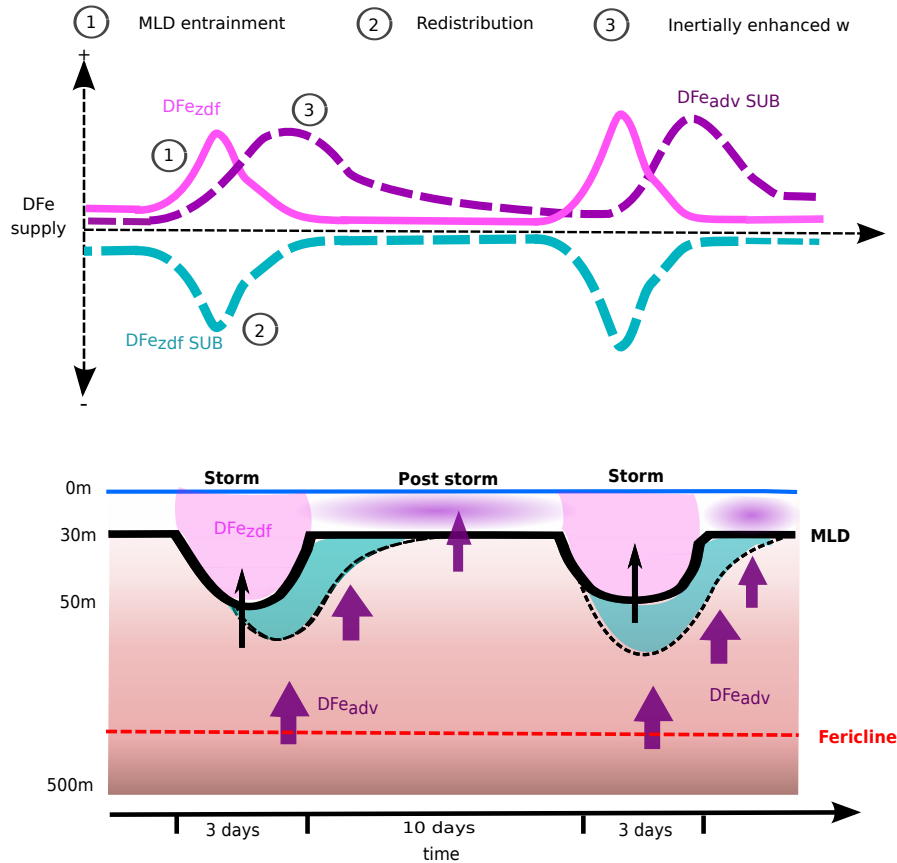 1 MLD entrainment 2 Redistribution 3 Inertially enhanced w
+
DFezdf
DFeadv SUB
3
1
DFe
supply
2
DFezdf SUB
-
Storm Post storm Storm
0m
DFezdf
30m
MLD
50m
DFeadv
DFeadv
Fericline
500m
3 days 10 days 3 days
time